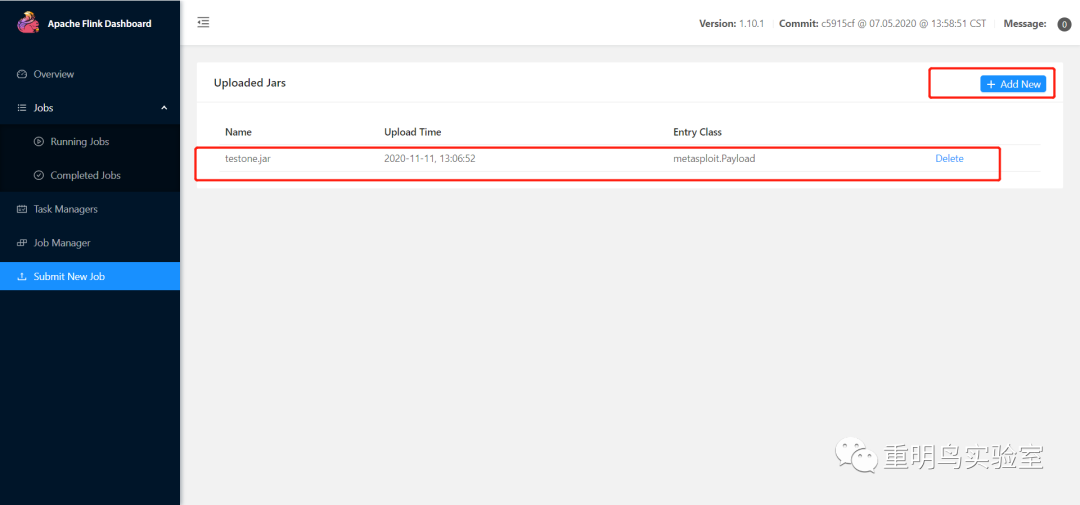 Apache Flink Dashboard
Version: 1.10.1 Commit: c5915cf @ 07.05.2020 @ 13:58:51 CST Message: 0
Overview
Jobs
Running Jobs
Completed Jobs
Task Managers
Job Manager
Submit New Job
Uploaded Jars
+ Add New
Name Upload Time Entry Class
testone.jar 2020-11-11, 13:06:52 metasploit.Payload Delete
重明鸟实验室